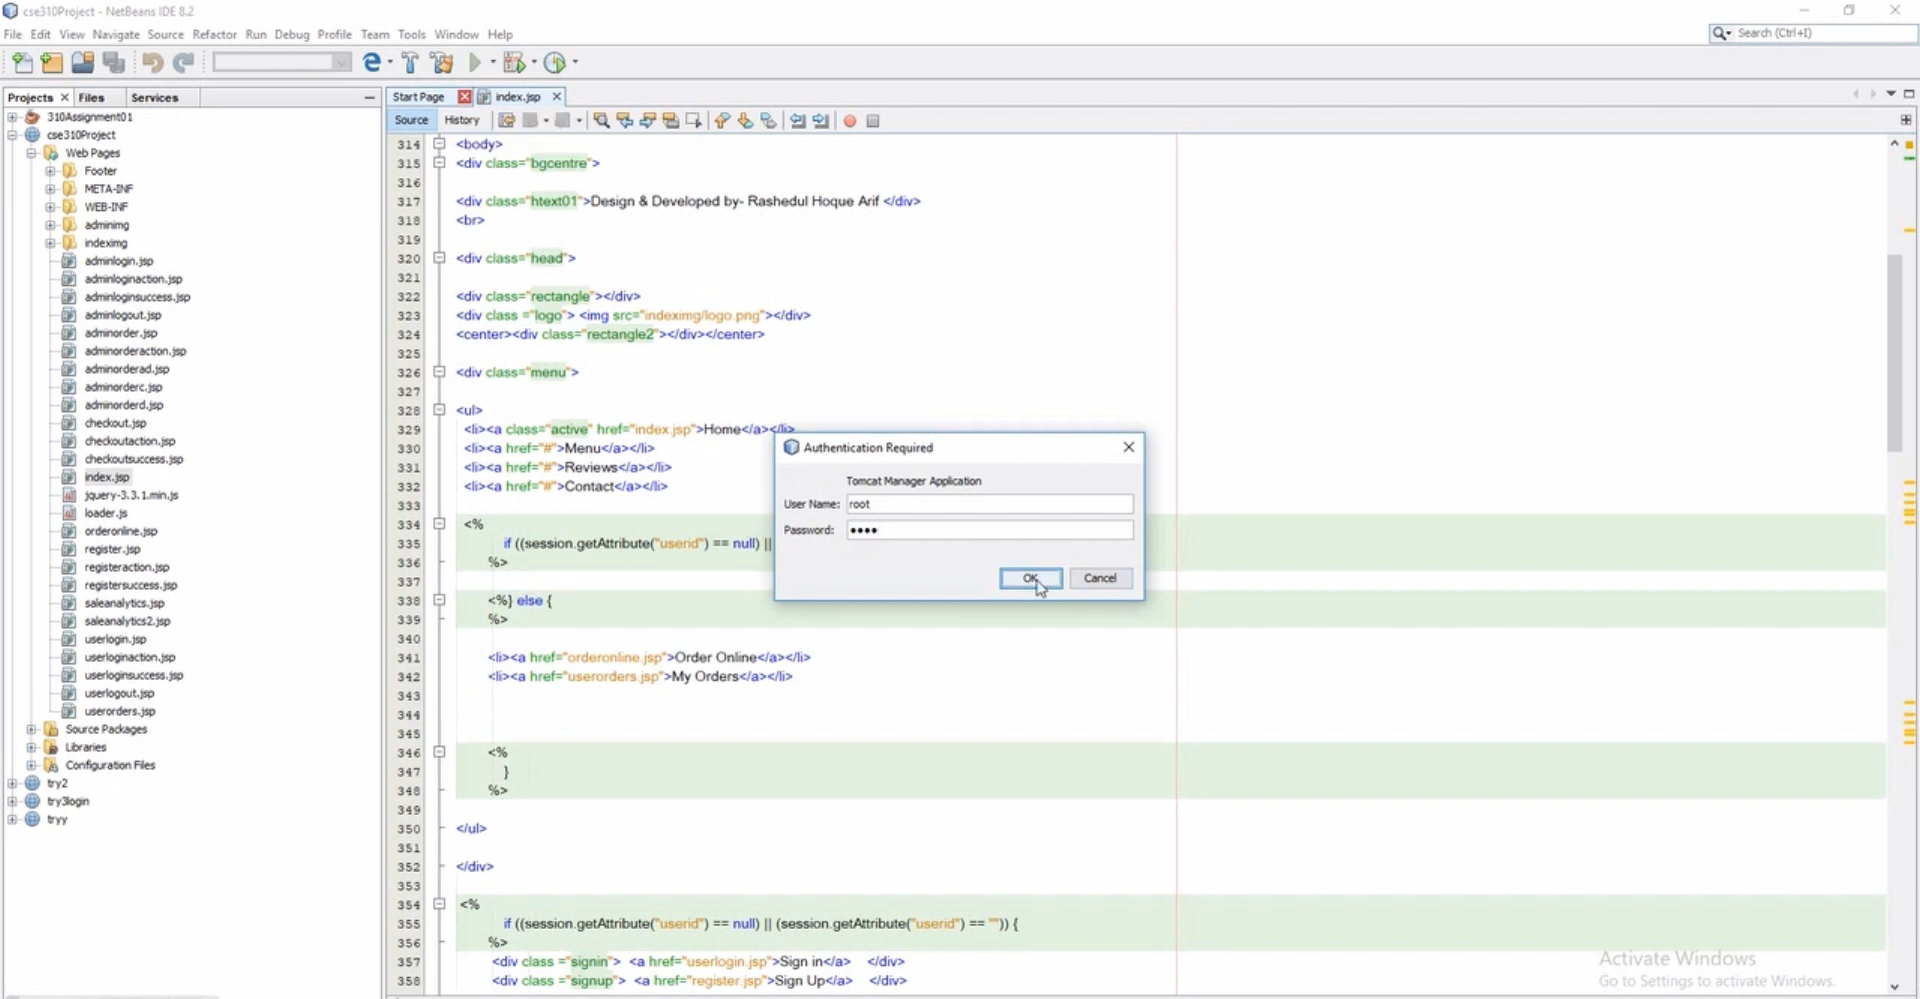 cse310Project - NetBeans IDE 8.2
File Edit View Navigate Source Refactor Run Debug Profile Team Tools Window Help
Search (Ctrl+I)
Projects Files Services
310Assignment01
cse310Project
Web Pages
Footer
META-INF
WEB-INF
adminimg
indeximg
adminlogin.jsp
adminloginaction.jsp
adminloginsuccess.jsp
adminlogout.jsp
adminorder.jsp
adminorderaction.jsp
adminorderad.jsp
adminorderc.jsp
adminorderd.jsp
checkout.jsp
checkoutaction.jsp
checkoutsuccess.jsp
index.jsp
jquery-3.3.1.min.js
loader.js
orderonline.jsp
register.jsp
registeraction.jsp
registersuccess.jsp
saleanalytics.jsp
saleanalytics2.jsp
userlogin.jsp
userloginaction.jsp
userloginsuccess.jsp
userlogout.jsp
userorders.jsp
Source Packages
Libraries
Configuration Files
try2
try3login
tryy
Start Page index.jsp
Source History
314 <body>
315 <div class="bgcentre">
316
317 <div class="htext01">Design & Developed by- Rashedul Hoque Arif </div>
318 <br>
319
320 <div class="head">
321
322 <div class="rectangle"></div>
323 <div class ="logo"> <img src="indeximg/logo.png"></div>
324 <center><div class="rectangle2"></div></center>
325
326 <div class="menu">
327
328 <ul>
329 <li><a class="active" href="index.jsp">Home</a></li>
330 <li><a href="#">Menu</a></li>
331 <li><a href="#">Reviews</a></li>
332 <li><a href="#">Contact</a></li>
333
334 <%
335 if ((session.getAttribute("userid") == null) ||
336 %>
337
338 <%} else {
339 %>
340
341 <li><a href="orderonline.jsp">Order Online</a></li>
342 <li><a href="userorders.jsp">My Orders</a></li>
343
344
345
346 <%
347 }
348 %>
349
350 </ul>
351
352 </div>
353
354 <%
355 if ((session.getAttribute("userid") == null) || (session.getAttribute("userid") == "")) {
356 %>
357 <div class ="signin"> <a href="userlogin.jsp">Sign in</a> </div>
358 <div class ="signup"> <a href="register.jsp">Sign Up</a> </div>
Authentication Required
Tomcat Manager Application
User Name: root
Password: ••••
OK Cancel
Activate Windows
Go to Settings to activate Windows.